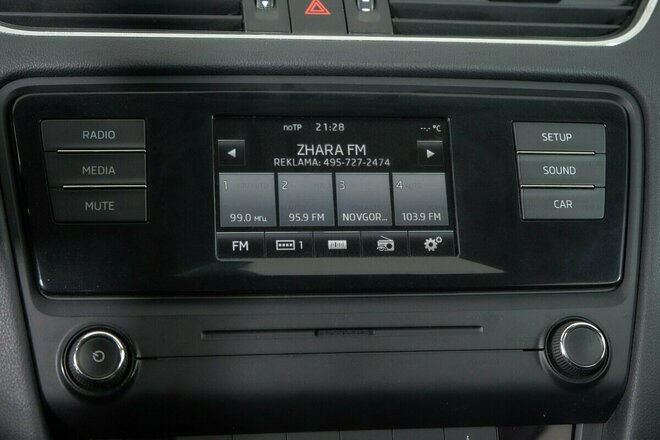 noTP 21:28 --.- °C
ZHARA FM
REKLAMA: 495-727-2474
1 2 3 4
99.0 мгц 95.9 FM NOVGOR... 103.9 FM
FM 1
RADIO
MEDIA
MUTE
SETUP
SOUND
CAR